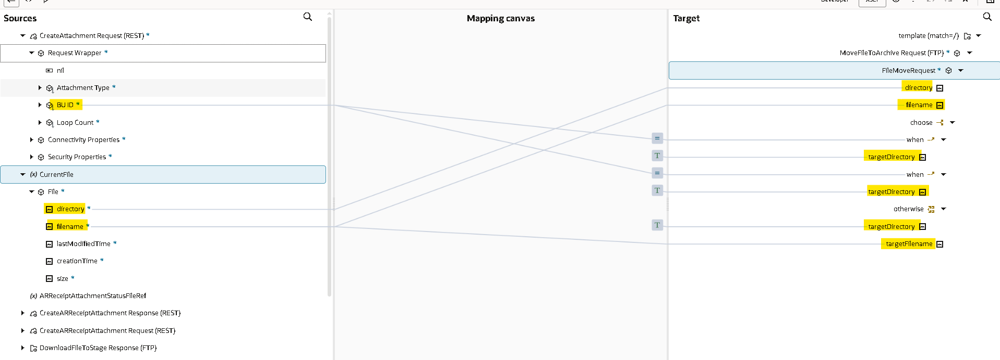 Developer XSLT
Sources
Mapping canvas
Target
CreateAttachment Request (REST) *
Request Wrapper *
nil
Attachment Type *
BU ID *
Loop Count *
Connectivity Properties *
Security Properties *
(x) CurrentFile
File *
directory *
filename *
lastModifiedTime *
creationTime *
size *
(x) ARReceiptAttachmentStatusFileRef
CreateARReceiptAttachment Response (REST)
CreateARReceiptAttachment Request (REST)
DownloadFileToStage Response (FTP)
=
T
=
T
T
template (match=/)
MoveFileToArchive Request (FTP) *
FileMoveRequest *
directory
filename
choose
when
targetDirectory
when
targetDirectory
otherwise
targetDirectory
targetFilename